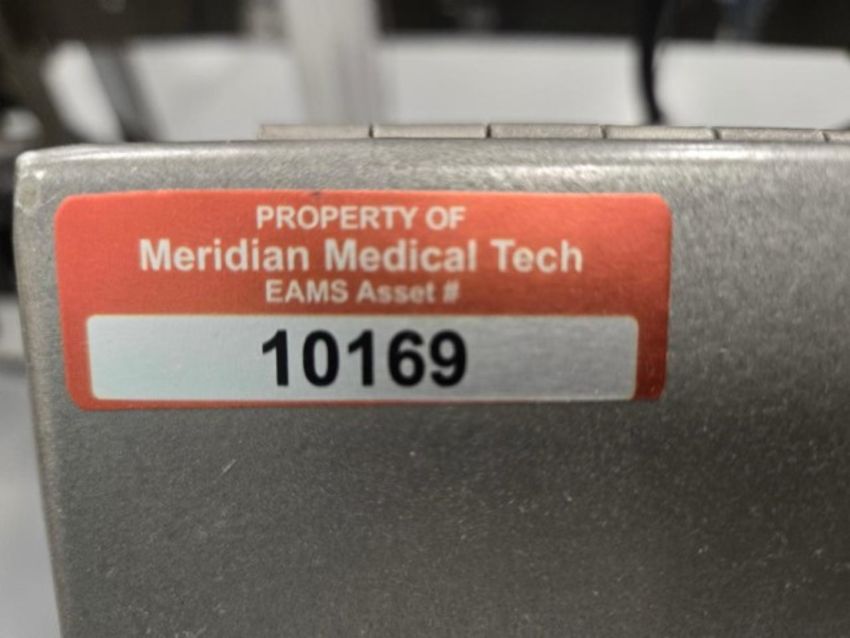 PROPERTY OF
Meridian Medical Tech
EAMS Asset #
10169